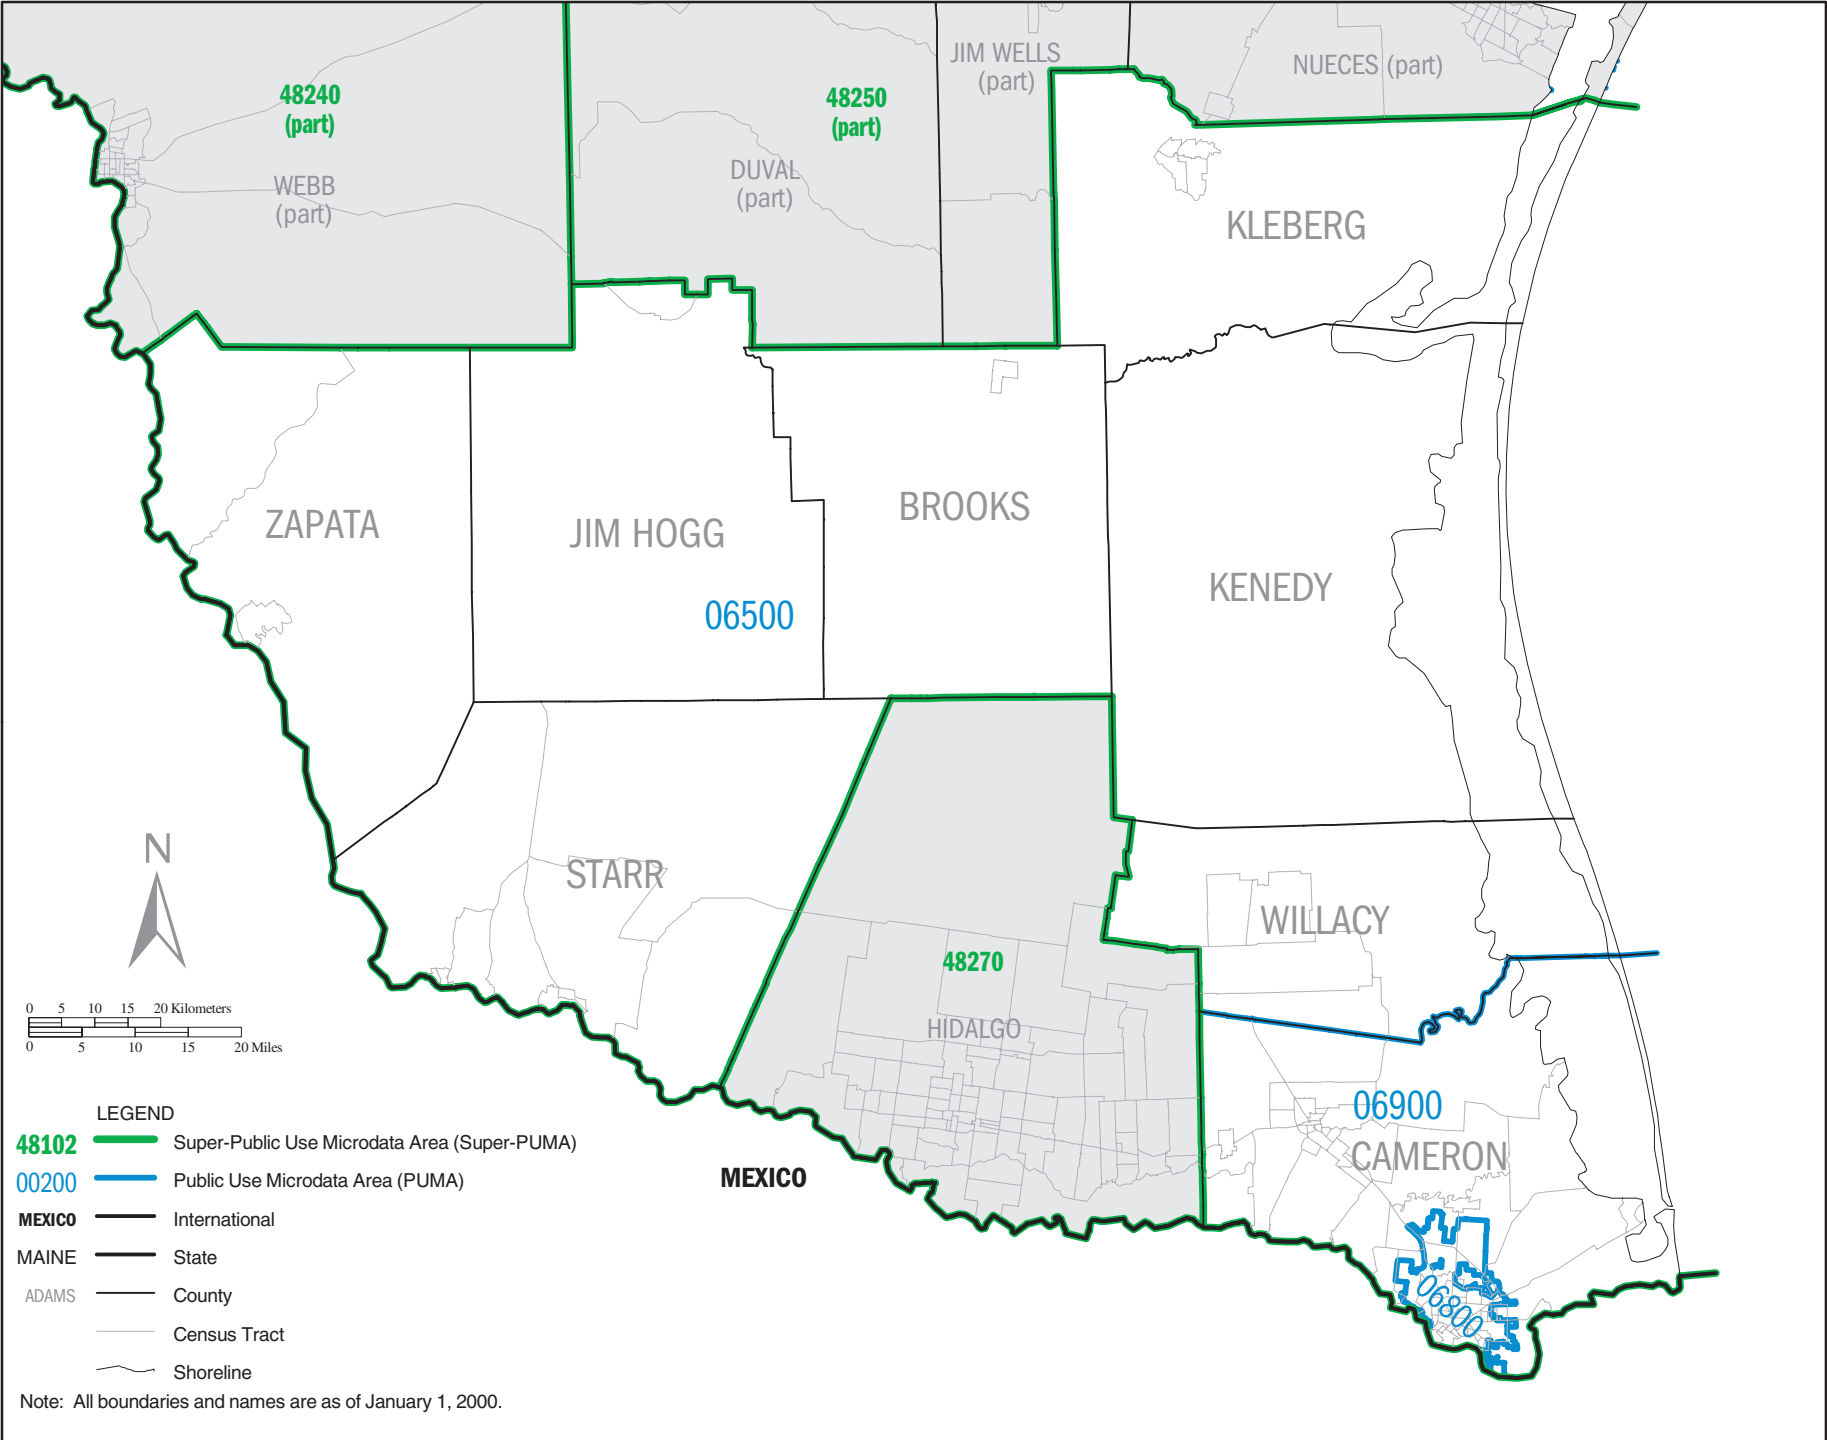 JIM WELLS
(part)
NUECES (part)
48240
(part)
48250
(part)
WEBB
(part)
DUVAL
(part)
KLEBERG
ZAPATA
JIM HOGG
BROOKS
KENEDY
06500
STARR
WILLACY
48270
HIDALGO
06900
CAMERON
06800
MEXICO
N
0 5 10 15 20 Kilometers
0 5 10 15 20 Miles
LEGEND
48102 Super-Public Use Microdata Area (Super-PUMA)
00200 Public Use Microdata Area (PUMA)
MEXICO International
MAINE State
ADAMS County
Census Tract
Shoreline
Note: All boundaries and names are as of January 1, 2000.